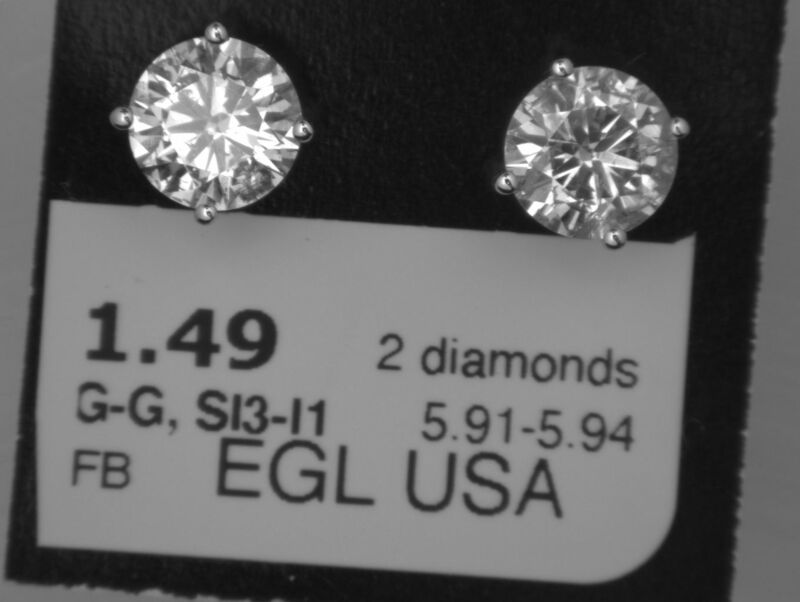 1.49 2 diamonds
G-G, SI3-I1 5.91-5.94
FB EGL USA